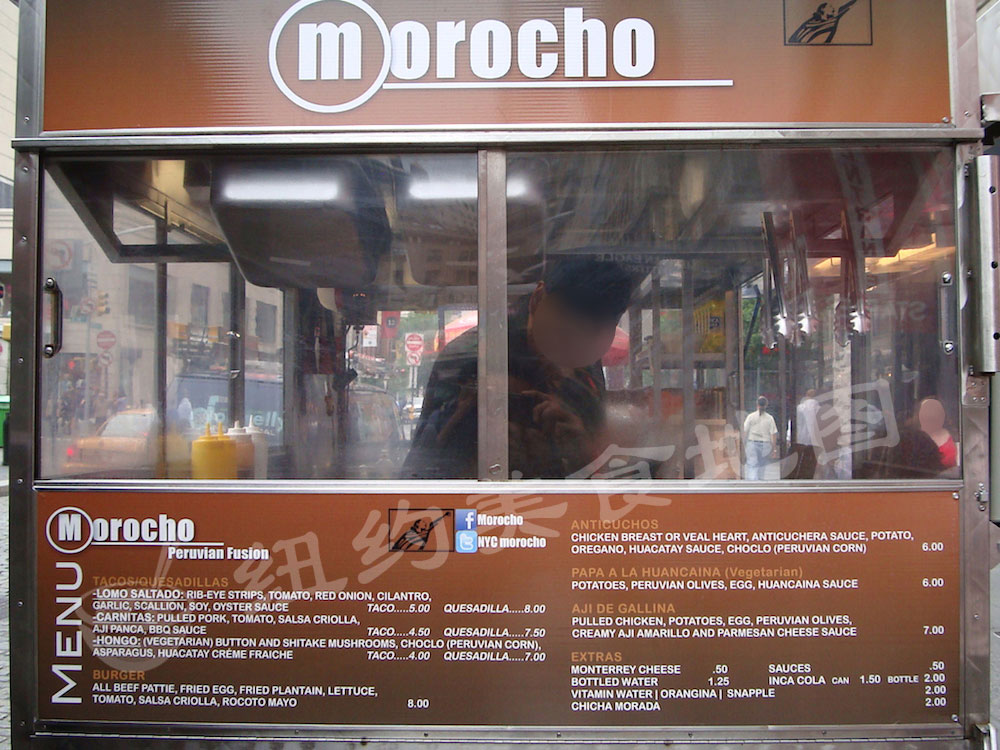 morocho
Morocho
Peruvian Fusion
Morocho
NYC morocho
MENU
TACOS/QUESADILLAS
-LOMO SALTADO: RIB-EYE STRIPS, TOMATO, RED ONION, CILANTRO,
GARLIC, SCALLION, SOY, OYSTER SAUCE TACO.....5.00 QUESADILLA.....8.00
-CARNITAS: PULLED PORK, TOMATO, SALSA CRIOLLA,
AJI PANCA, BBQ SAUCE TACO.....4.50 QUESADILLA.....7.50
-HONGO: (VEGETARIAN) BUTTON AND SHITAKE MUSHROOMS, CHOCLO (PERUVIAN CORN),
ASPARAGUS, HUACATAY CRÉME FRAICHE TACO.....4.00 QUESADILLA.....7.00
BURGER
ALL BEEF PATTIE, FRIED EGG, FRIED PLANTAIN, LETTUCE,
TOMATO, SALSA CRIOLLA, ROCOTO MAYO 8.00
ANTICUCHOS
CHICKEN BREAST OR VEAL HEART, ANTICUCHERA SAUCE, POTATO,
OREGANO, HUACATAY SAUCE, CHOCLO (PERUVIAN CORN) 6.00
PAPA A LA HUANCAINA (Vegetarian)
POTATOES, PERUVIAN OLIVES, EGG, HUANCAINA SAUCE 6.00
AJI DE GALLINA
PULLED CHICKEN, POTATOES, EGG, PERUVIAN OLIVES,
CREAMY AJI AMARILLO AND PARMESAN CHEESE SAUCE 7.00
EXTRAS
MONTERREY CHEESE .50 SAUCES .50
BOTTLED WATER 1.25 INCA COLA CAN 1.50 BOTTLE 2.00
VITAMIN WATER | ORANGINA | SNAPPLE 2.00
CHICHA MORADA 2.00
纽约美食地图